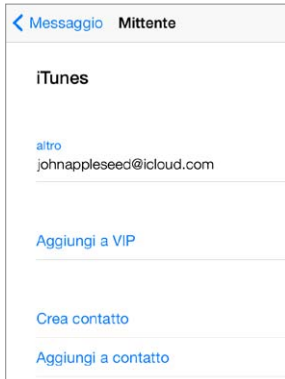 Messaggio Mittente
iTunes
altro
johnappleseed@icloud.com
Aggiungi a VIP
Crea contatto
Aggiungi a contatto